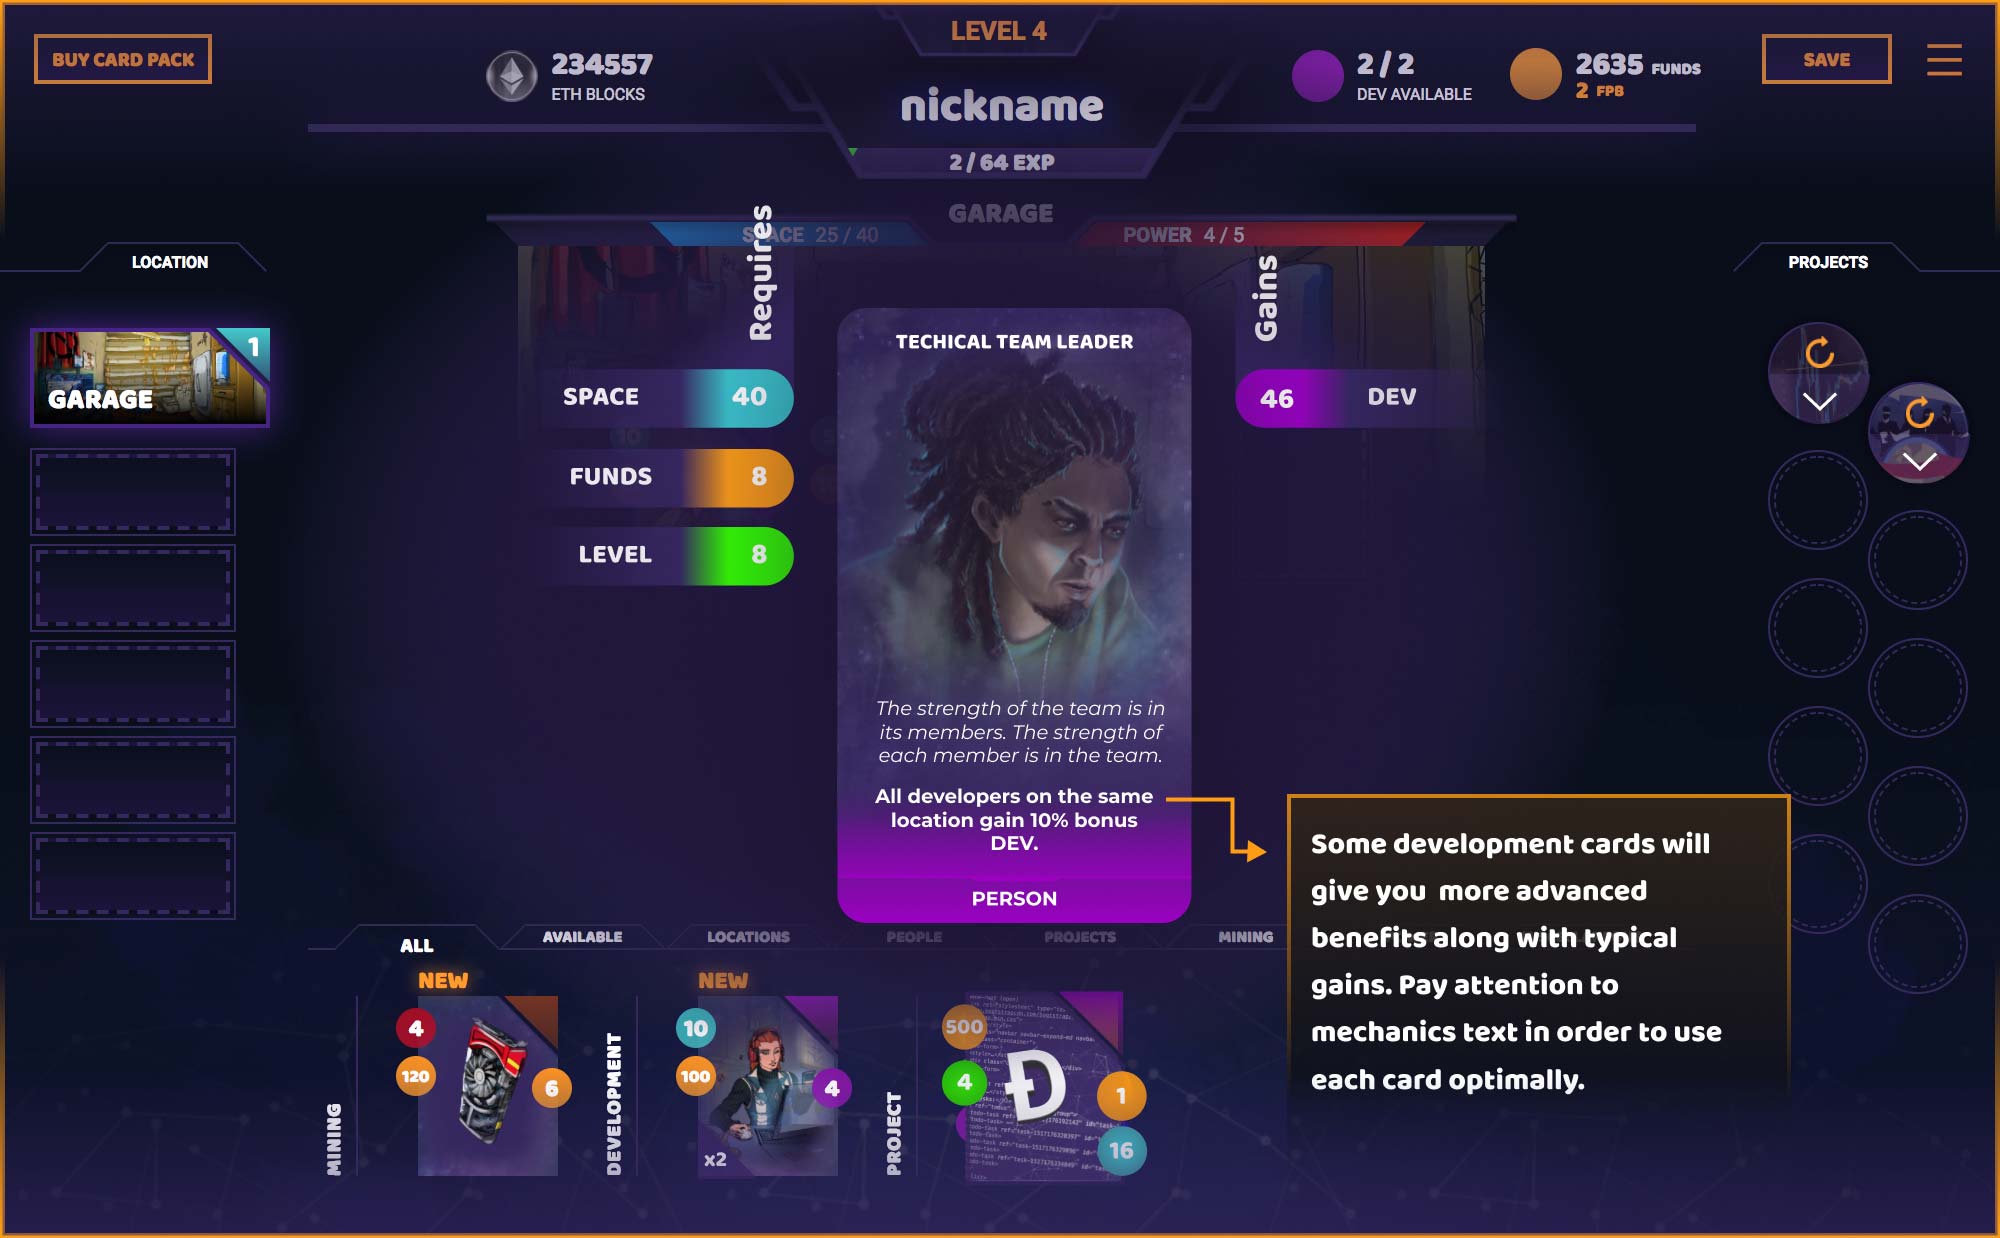 BUY CARD PACK
234557
ETH BLOCKS
LEVEL 4
nickname
2 / 64 EXP
2 / 2
DEV AVAILABLE
2635 FUNDS
2 FPB
SAVE
GARAGE
SPACE 25 / 40
POWER 4 / 5
LOCATION
1
GARAGE
PROJECTS
Requires
SPACE 40
FUNDS 8
LEVEL 8
Gains
46 DEV
TECHICAL TEAM LEADER
The strength of the team is in
its members. The strength of
each member is in the team.
All developers on the same
location gain 10% bonus
DEV.
PERSON
Some development cards will
give you more advanced
benefits along with typical
gains. Pay attention to
mechanics text in order to use
each card optimally.
ALL
AVAILABLE
LOCATIONS
PEOPLE
PROJECTS
MINING
MINING
NEW
4
120
6
DEVELOPMENT
NEW
10
100
4
x2
PROJECT
500
4
1
16